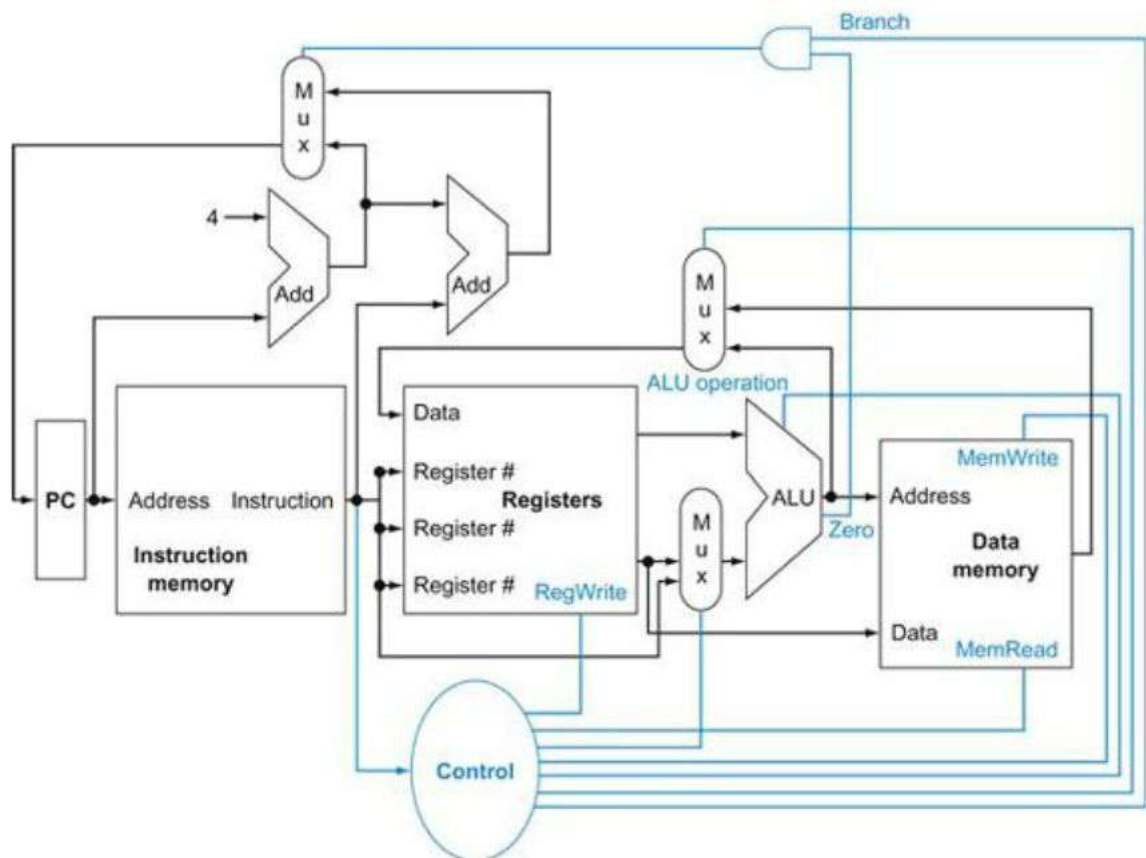 Branch
M
u
x
4
Add
Add
M
u
x
ALU operation
Data
Register #
Registers
Register #
Register #
RegWrite
PC
Address
Instruction
Instruction
memory
M
u
x
ALU
Zero
MemWrite
Address
Data
memory
Data
MemRead
Control